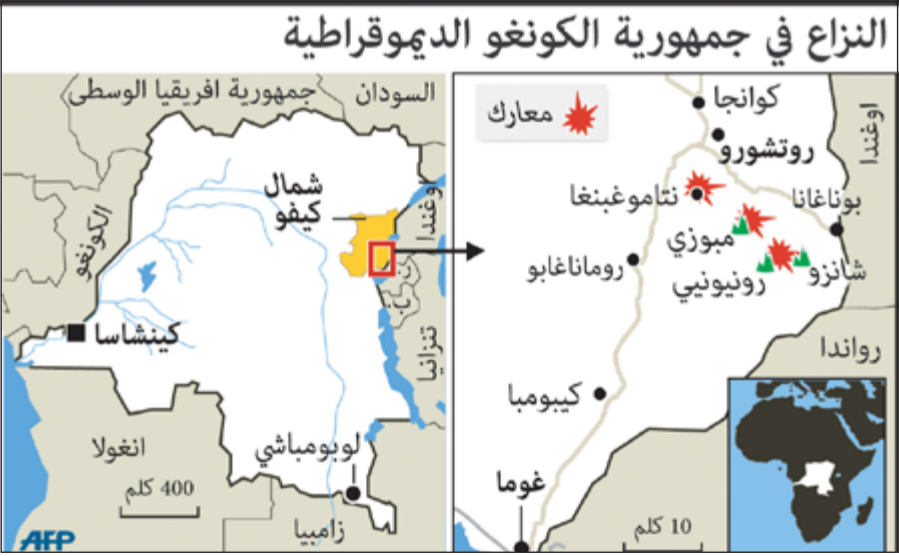 النزاع في جمهورية الكونغو الديموقراطية
معارك
كوانجا
روتشورو
اوغندا
نتاموغبنغا
بوناغانا
مبوزي
رونيونيي
شانزو
روماناغابو
رواندا
كيبومبا
غوما
10 كلم
جمهورية افريقيا الوسطى
السودان
شمال
كيفو
اوغندا
الكونغو
ر.
ب.
كينشاسا
تنزانيا
انغولا
لوبومباشي
400 كلم
زامبيا
AFP